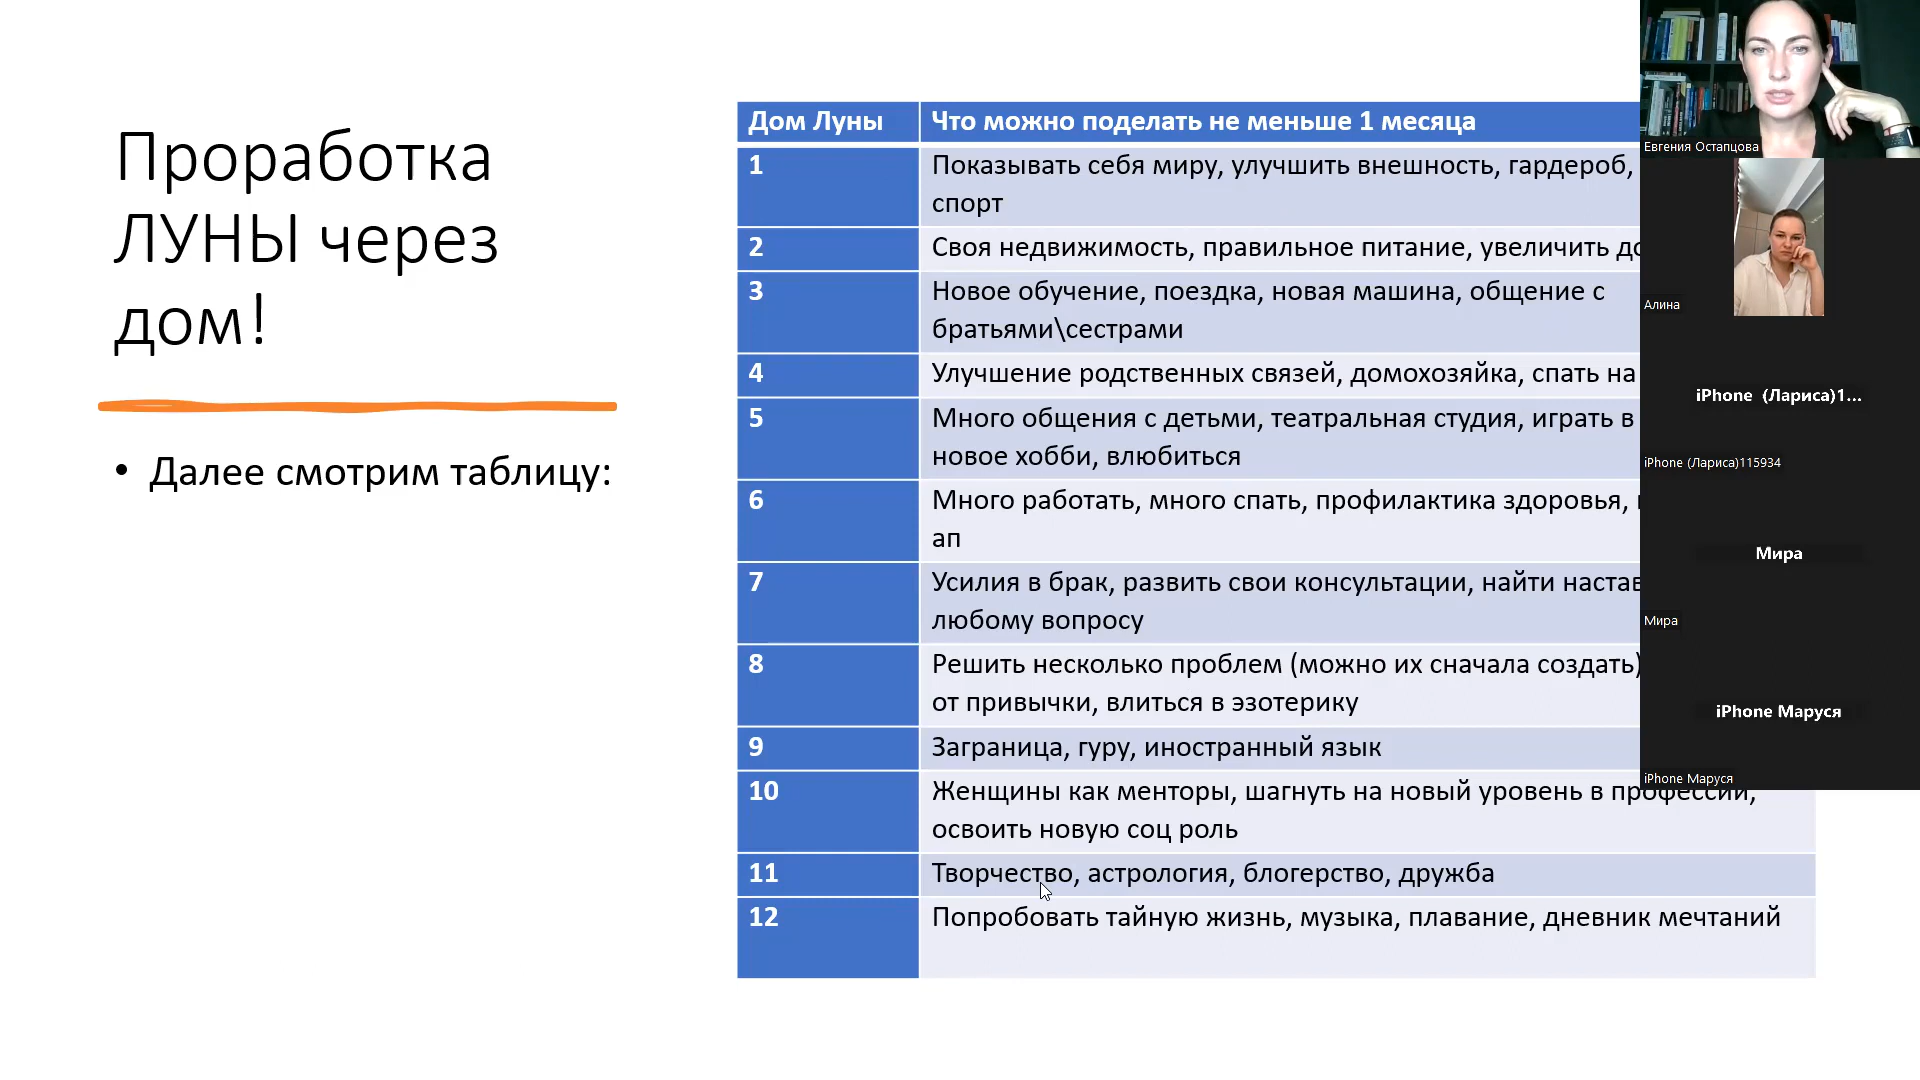 Проработка
ЛУНЫ через
дом!
• Далее смотрим таблицу:
Дом Луны Что можно поделать не меньше 1 месяца
1 Показывать себя миру, улучшить внешность, гардероб,
спорт
2 Своя недвижимость, правильное питание, увеличить
3 Новое обучение, поездка, новая машина, общение с
братьями\сестрами
4 Улучшение родственных связей, домохозяйка, спать на
5 Много общения с детьми, театральная студия, играть в
новое хобби, влюбиться
6 Много работать, много спать, профилактика здоровья,
ап
7 Усилия в брак, развить свои консультации, найти
любому вопросу
8 Решить несколько проблем (можно их сначала создать)
от привычки, влиться в эзотерику
9 Заграница, гуру, иностранный язык
10 Женщины как менторы, шагнуть на новый уровень в профессии,
освоить новую соц роль
11 Творчество, астрология, блогерство, дружба
12 Попробовать тайную жизнь, музыка, плавание, дневник мечтаний
Евгения Остапцова
Алина
iPhone (Лариса)1...
iPhone (Лариса)115934
Мира
Мира
iPhone Маруся
iPhone Маруся